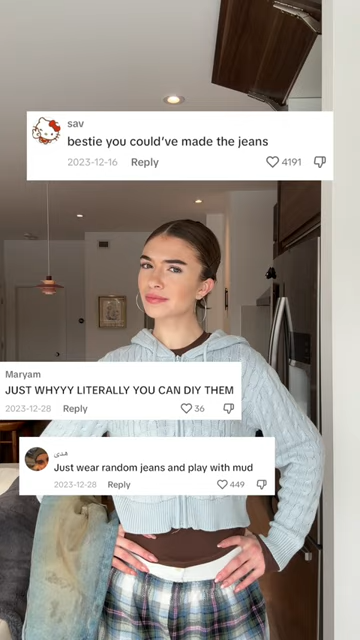 sav
bestie you could've made the jeans
2023-12-16 Reply 4191
Maryam
JUST WHYYY LITERALLY YOU CAN DIY THEM
2023-12-28 Reply 36
هدى
Just wear random jeans and play with mud
2023-12-28 Reply 449